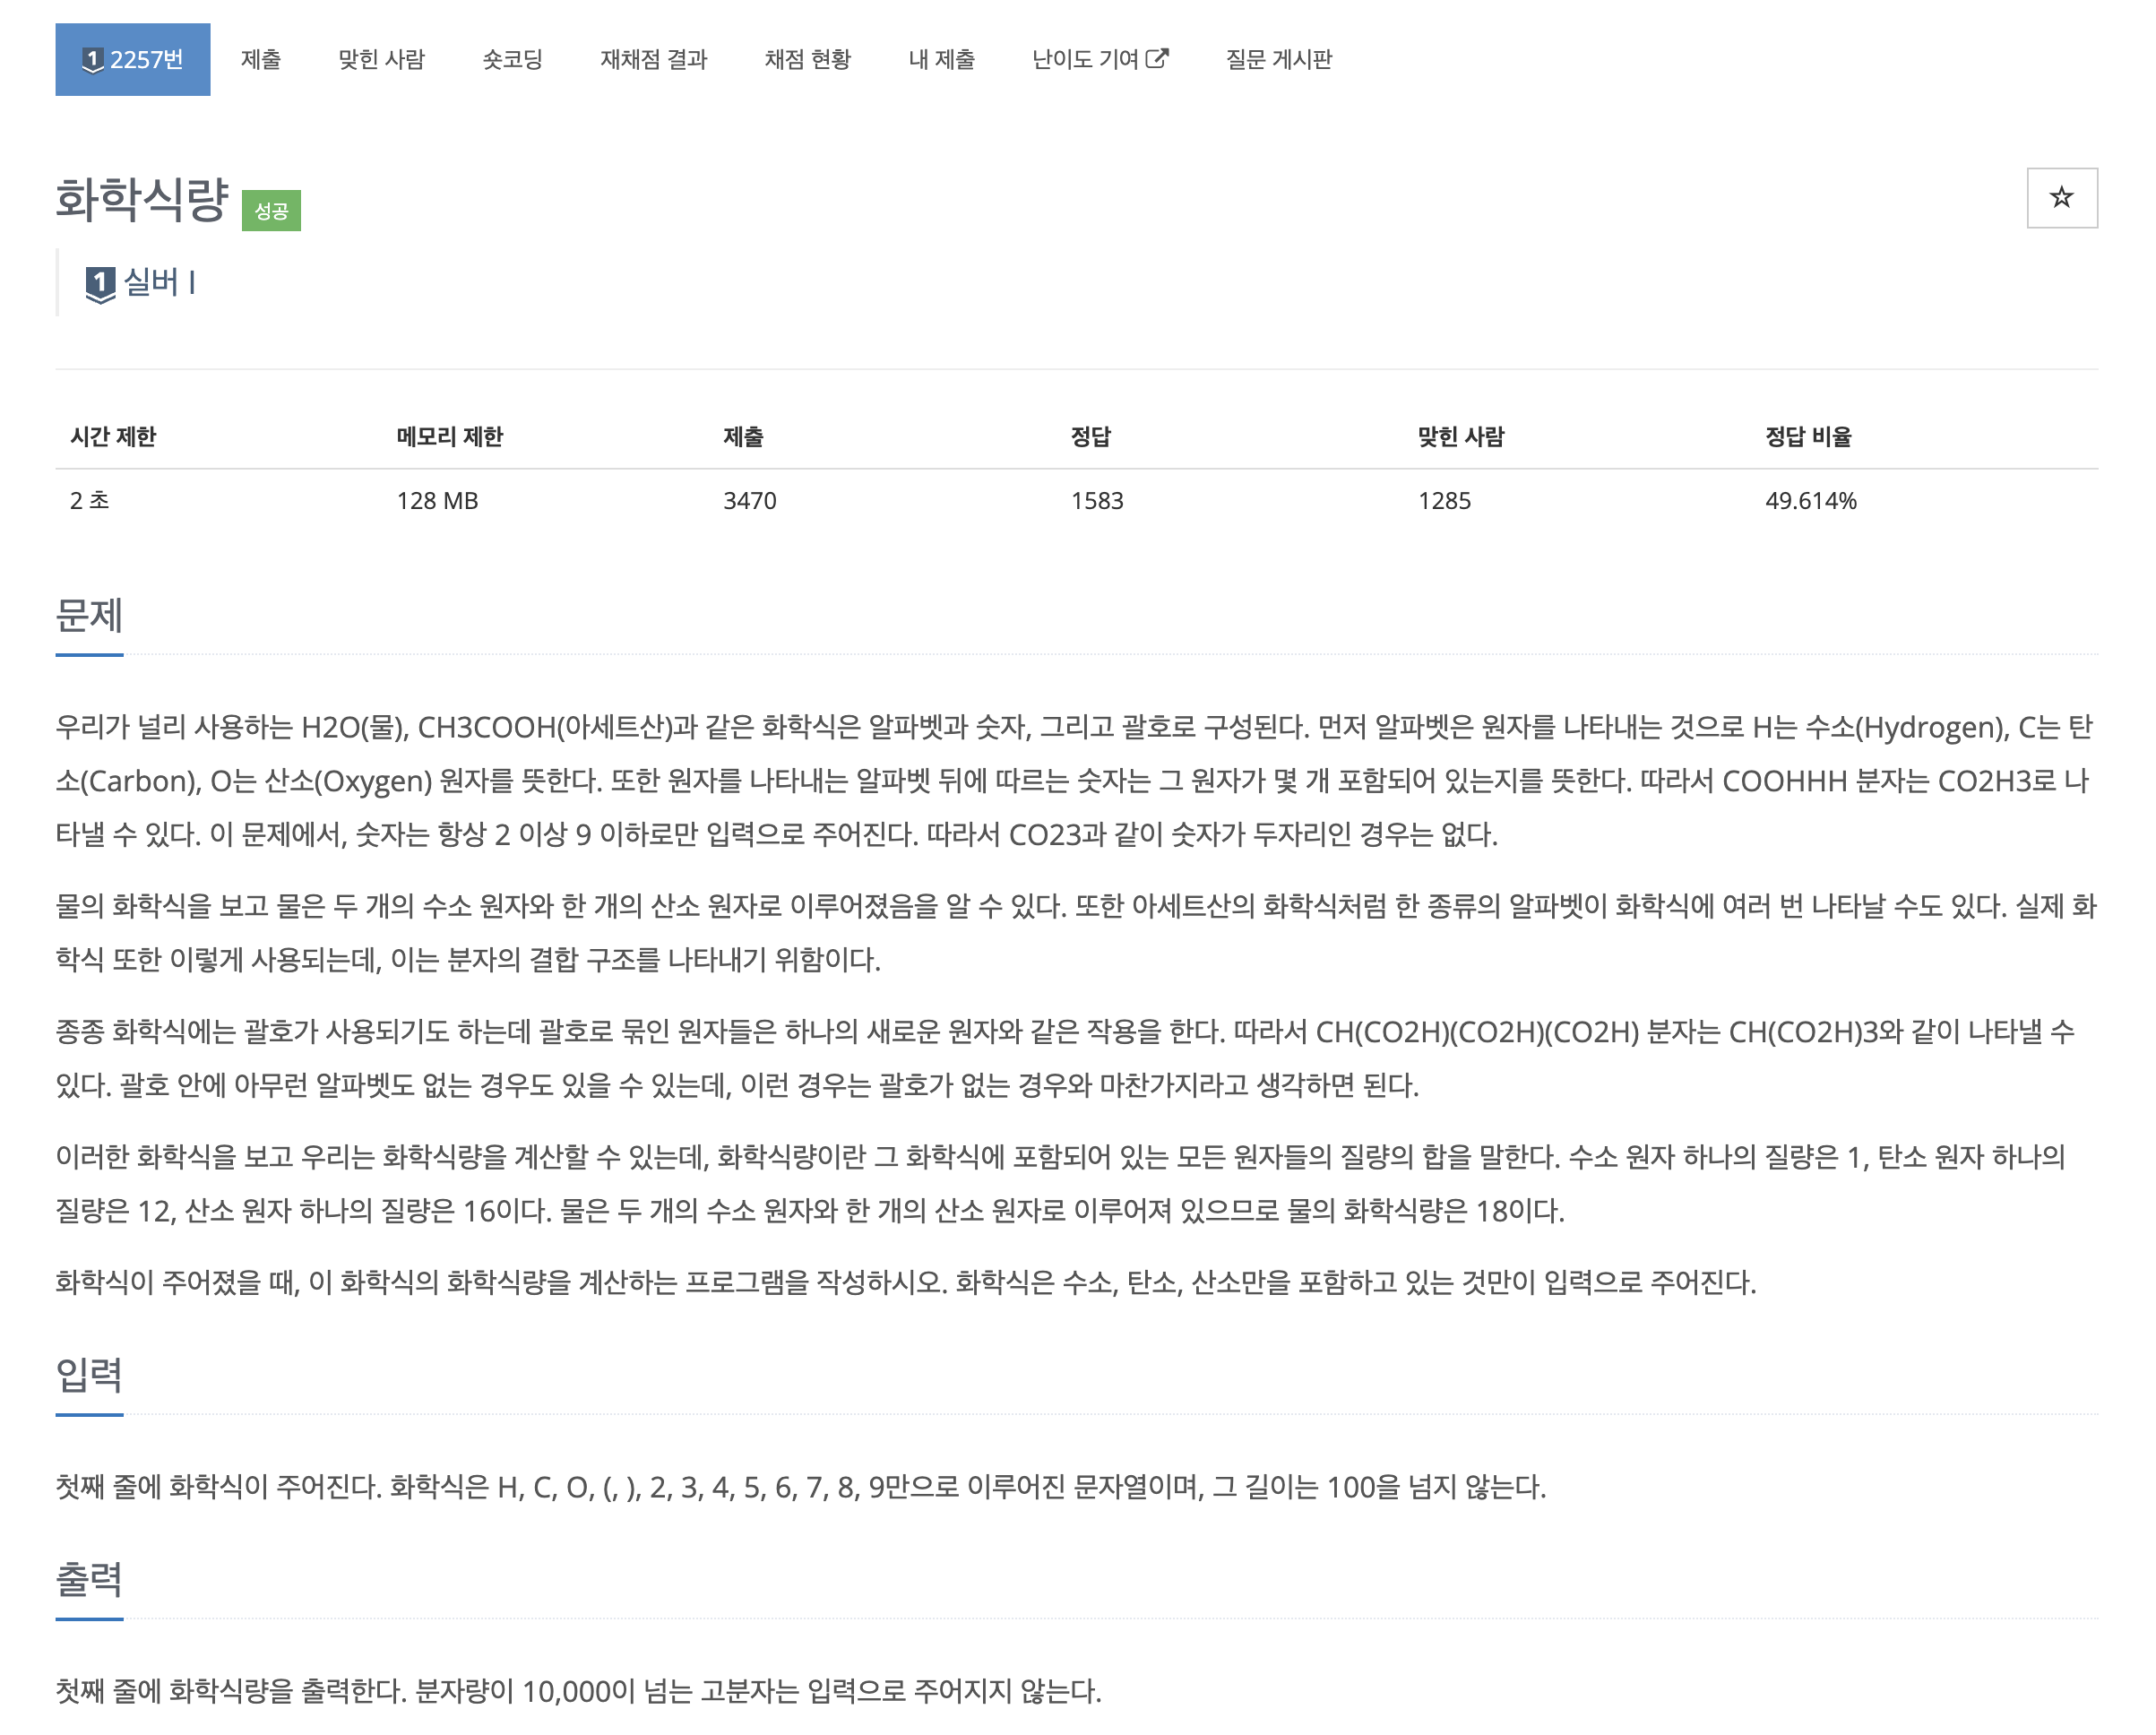 1 2257번 제출 맞힌 사람 숏코딩 재채점 결과 채점 현황 내 제출 난이도 기여 질문 게시판
화학식량 성공
1 실버 I
시간 제한 메모리 제한 제출 정답 맞힌 사람 정답 비율
2 초 128 MB 3470 1583 1285 49.614%
문제
우리가 널리 사용하는 H2O(물), CH3COOH(아세트산)과 같은 화학식은 알파벳과 숫자, 그리고 괄호로 구성된다. 먼저 알파벳은 원자를 나타내는 것으로 H는 수소(Hydrogen), C는 탄
소(Carbon), O는 산소(Oxygen) 원자를 뜻한다. 또한 원자를 나타내는 알파벳 뒤에 따르는 숫자는 그 원자가 몇 개 포함되어 있는지를 뜻한다. 따라서 COOHHH 분자는 CO2H3로 나
타낼 수 있다. 이 문제에서, 숫자는 항상 2 이상 9 이하로만 입력으로 주어진다. 따라서 CO23과 같이 숫자가 두자리인 경우는 없다.
물의 화학식을 보고 물은 두 개의 수소 원자와 한 개의 산소 원자로 이루어졌음을 알 수 있다. 또한 아세트산의 화학식처럼 한 종류의 알파벳이 화학식에 여러 번 나타날 수도 있다. 실제 화
학식 또한 이렇게 사용되는데, 이는 분자의 결합 구조를 나타내기 위함이다.
종종 화학식에는 괄호가 사용되기도 하는데 괄호로 묶인 원자들은 하나의 새로운 원자와 같은 작용을 한다. 따라서 CH(CO2H)(CO2H)(CO2H) 분자는 CH(CO2H)3와 같이 나타낼 수
있다. 괄호 안에 아무런 알파벳도 없는 경우도 있을 수 있는데, 이런 경우는 괄호가 없는 경우와 마찬가지라고 생각하면 된다.
이러한 화학식을 보고 우리는 화학식량을 계산할 수 있는데, 화학식량이란 그 화학식에 포함되어 있는 모든 원자들의 질량의 합을 말한다. 수소 원자 하나의 질량은 1, 탄소 원자 하나의
질량은 12, 산소 원자 하나의 질량은 16이다. 물은 두 개의 수소 원자와 한 개의 산소 원자로 이루어져 있으므로 물의 화학식량은 18이다.
화학식이 주어졌을 때, 이 화학식의 화학식량을 계산하는 프로그램을 작성하시오. 화학식은 수소, 탄소, 산소만을 포함하고 있는 것만이 입력으로 주어진다.
입력
첫째 줄에 화학식이 주어진다. 화학식은 H, C, O, (, ), 2, 3, 4, 5, 6, 7, 8, 9만으로 이루어진 문자열이며, 그 길이는 100을 넘지 않는다.
출력
첫째 줄에 화학식량을 출력한다. 분자량이 10,000이 넘는 고분자는 입력으로 주어지지 않는다.